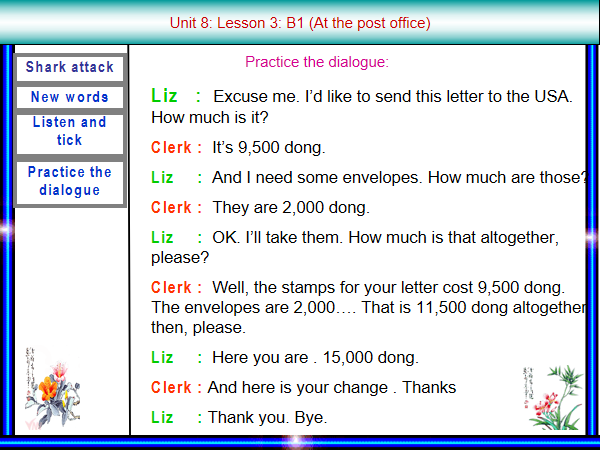 Unit 8: Lesson 3: B1 (At the post office)
Shark attack
New words
Listen and
tick
Practice the
dialogue
Practice the dialogue:
Liz : Excuse me. I’d like to send this letter to the USA.
How much is it?
Clerk : It’s 9,500 dong.
Liz : And I need some envelopes. How much are those?
Clerk : They are 2,000 dong.
Liz : OK. I’ll take them. How much is that altogether,
please?
Clerk : Well, the stamps for your letter cost 9,500 dong.
The envelopes are 2,000…. That is 11,500 dong altogether
then, please.
Liz : Here you are . 15,000 dong.
Clerk : And here is your change . Thanks
Liz : Thank you. Bye.